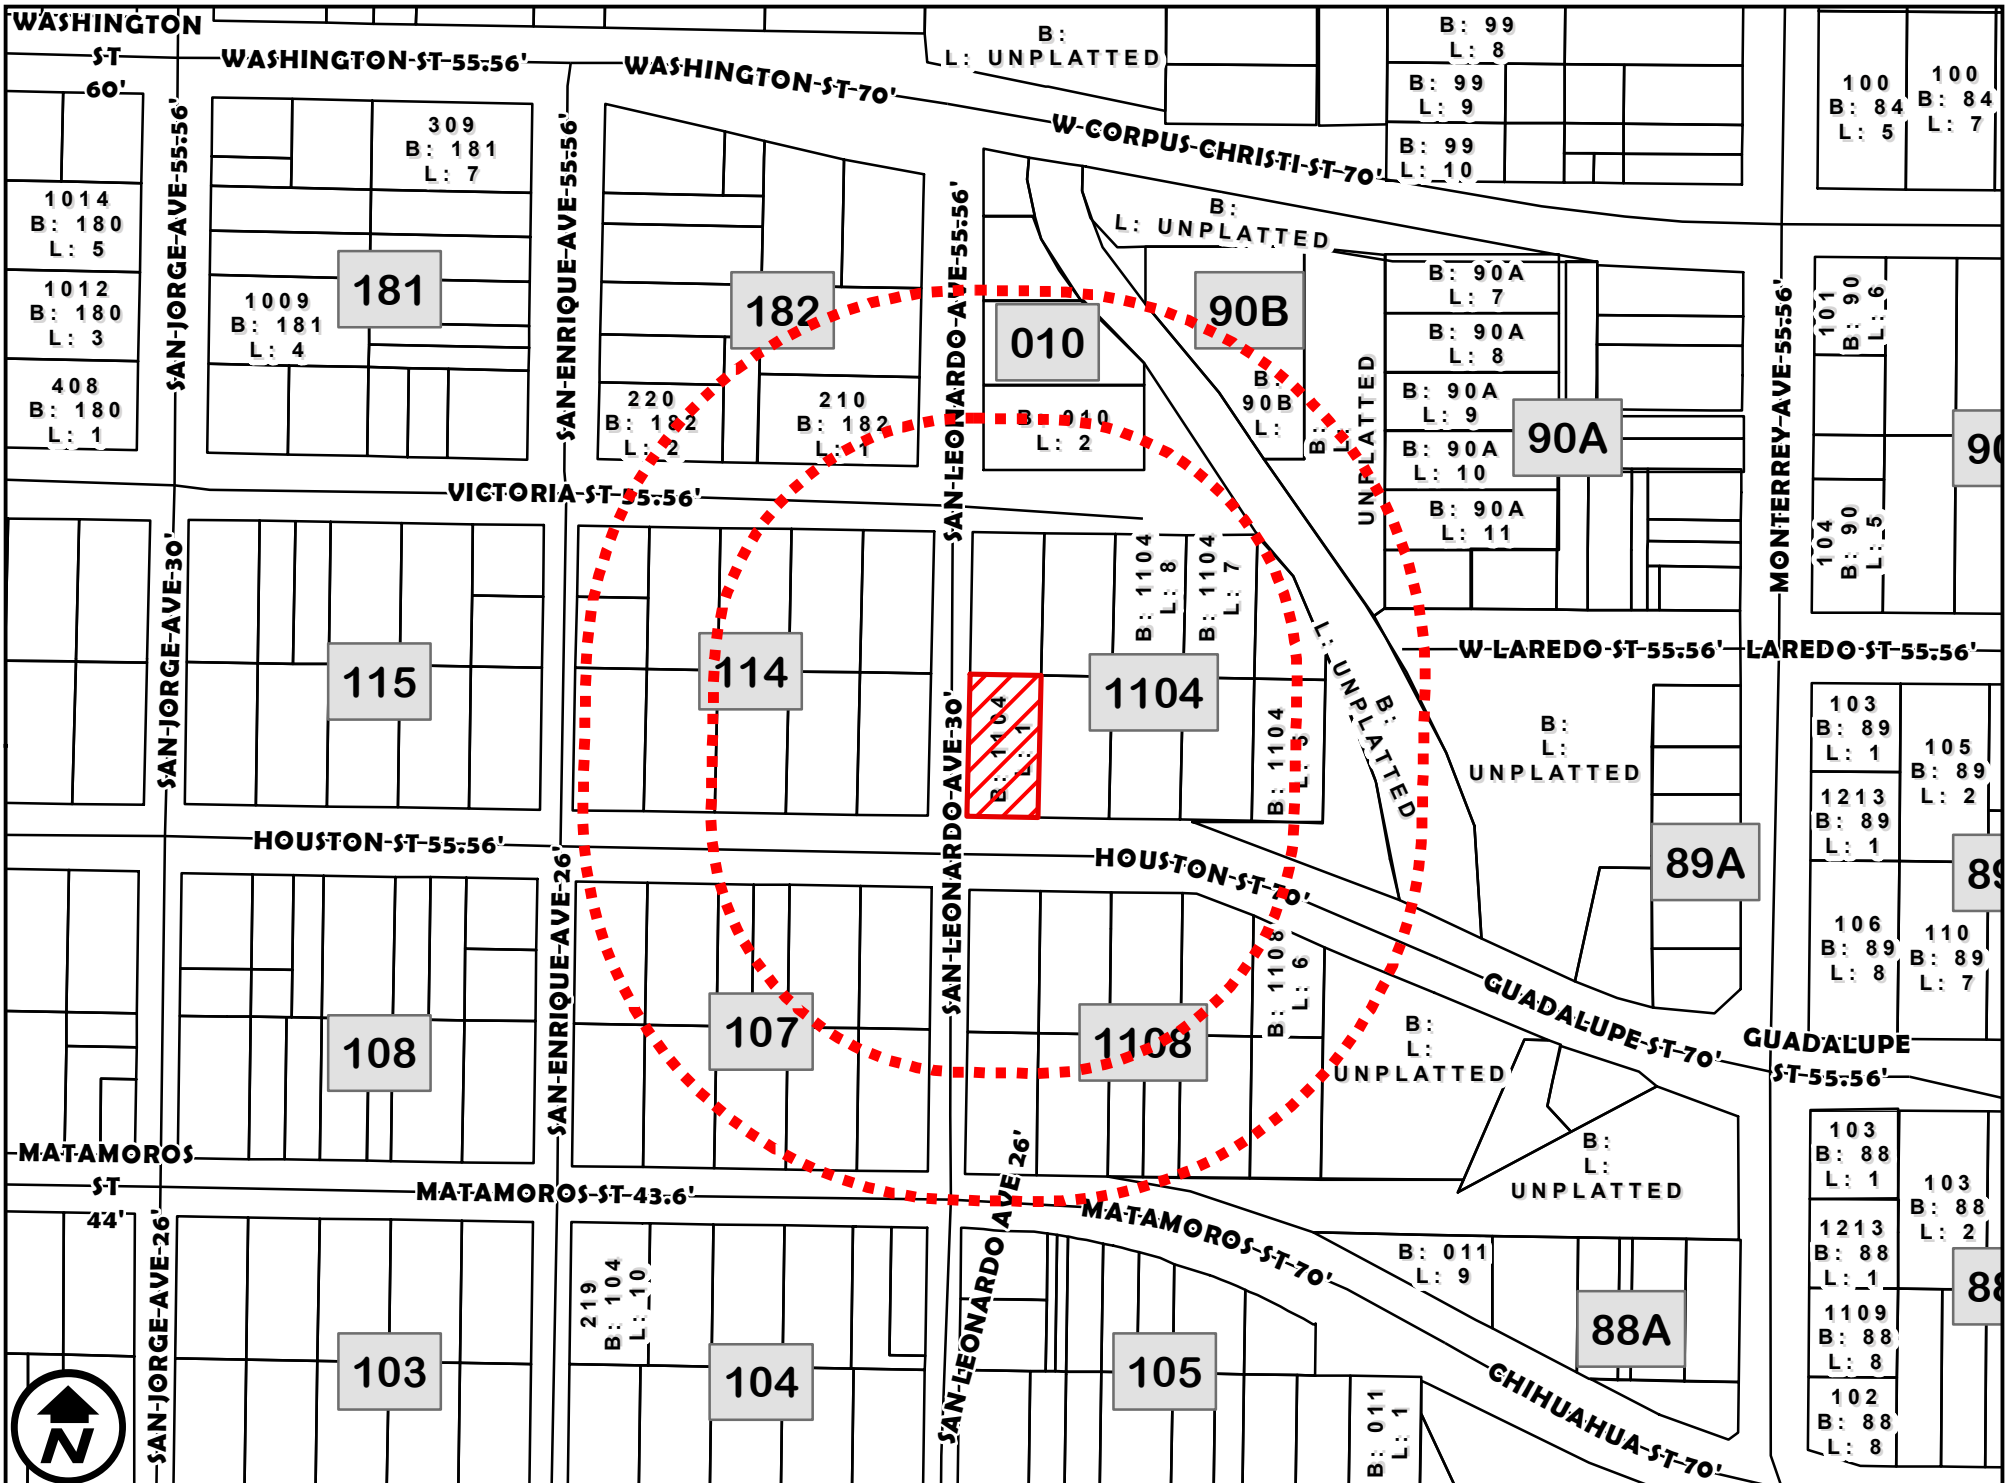 WASHINGTON
ST
60'
WASHINGTON-ST-55.56'
WASHINGTON-ST-70'
B:
L: UNPLATTED
B: 99
L: 8
B: 99
L: 9
B: 99
L: 10
100
B: 84
L: 5
100
B: 84
L: 7
W-CORPUS-CHRISTI-ST-70'
309
B: 181
L: 7
SAN-JORGE-AVE-55.56'
SAN-ENRIQUE-AVE-55.56'
SAN-LEONARDO-AVE-55.56'
MONTERREY-AVE-55.56'
1014
B: 180
L: 5
1012
B: 180
L: 3
408
B: 180
L: 1
181
1009
B: 181
L: 4
182
010
B:
L: UNPLATTED
90B
B: 90A
L: 7
B: 90A
L: 8
B: 90A
L: 9
B: 90A
L: 10
B: 90A
L: 11
90A
101
B: 90
L: 6
90
104
B: 90
L: 5
220
B: 182
L: 2
210
B: 182
L: 1
B: 010
L: 2
B:
90B
L:
B:
L:
UNPLATTED
VICTORIA-ST-55.56'
SAN-JORGE-AVE-30'
115
114
B: 1104
L: 8
B: 1104
L: 7
1104
B: 1104
L: 1
B: 1104
L: 5
B:
L: UNPLATTED
W-LAREDO-ST-55.56'
LAREDO-ST-55.56'
B:
L:
UNPLATTED
103
B: 89
L: 1
105
B: 89
L: 2
1213
B: 89
L: 1
89A
89
SAN-LEONARDO-AVE-30'
HOUSTON-ST-55.56'
HOUSTON-ST-70'
SAN-ENRIQUE-AVE-26'
106
B: 89
L: 8
110
B: 89
L: 7
B: 1108
L: 6
108
107
1108
B:
L:
UNPLATTED
GUADALUPE-ST-70'
GUADALUPE
ST-55.56'
MATAMOROS
ST
44'
MATAMOROS-ST-43.6'
SAN-LEONARDO AVE 26'
MATAMOROS-ST-70'
B:
L:
UNPLATTED
103
B: 88
L: 1
103
B: 88
L: 2
1213
B: 88
L: 1
88
1109
B: 88
L: 8
102
B: 88
L: 8
SAN-JORGE-AVE-26'
219
B: 104
L: 10
B: 011
L: 9
88A
103
104
105
B: 011
L: 1
CHIHUAHUA-ST-70'
N